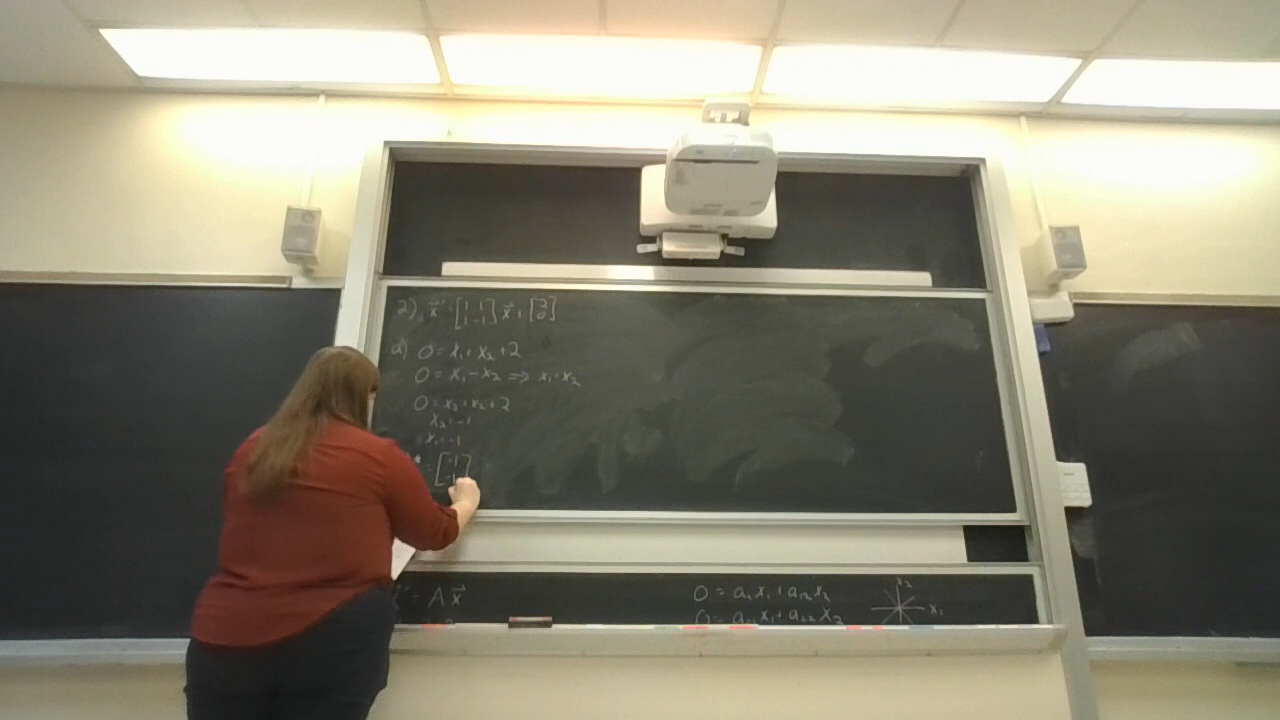 2) x⃗' = [1 1; 1 -1] x⃗ + [2; 0]
a) 0 = x₁ + x₂ + 2
0 = x₁ - x₂ ⇒ x₁ = x₂
0 = x₂ + x₂ + 2
x₂ = -1
x₁ = -1
= [-1; -1]
= A x⃗
0 = a₁₁x₁ + a₁₂x₂
0 = a₂₁x₁ + a₂₂x₂
x₂
x₁